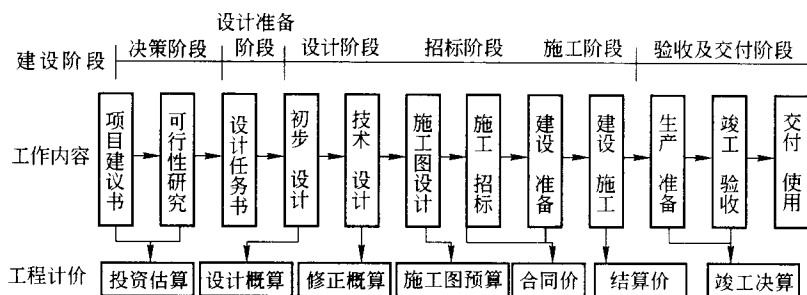 设计准备
建设阶段 决策阶段 阶段 设计阶段 招标阶段 施工阶段 验收及交付阶段
工作内容 项目建议书 可行性研究 设计任务书 初步设计 技术设计 施工图设计 施工招标 建设准备 建设施工 生产准备 竣工验收 交付使用
工程计价 投资估算 设计概算 修正概算 施工图预算 合同价 结算价 竣工决算